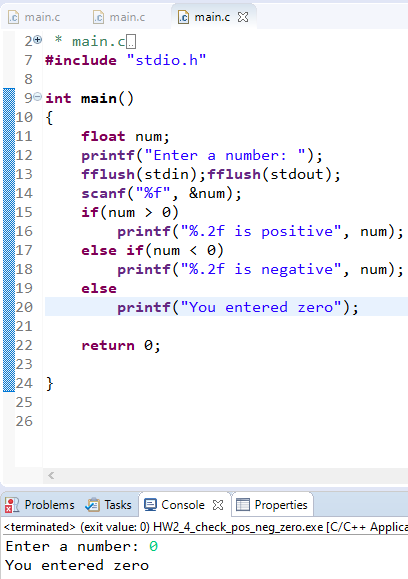 main.c main.c main.c
2 * main.c
7 #include "stdio.h"
8
9 int main()
10 {
11 float num;
12 printf("Enter a number: ");
13 fflush(stdin);fflush(stdout);
14 scanf("%f", &num);
15 if(num > 0)
16 printf("%.2f is positive", num);
17 else if(num < 0)
18 printf("%.2f is negative", num);
19 else
20 printf("You entered zero");
21
22 return 0;
23
24 }
25
26
Problems Tasks Console Properties
<terminated> (exit value: 0) HW2_4_check_pos_neg_zero.exe [C/C++ Applica
Enter a number: 0
You entered zero